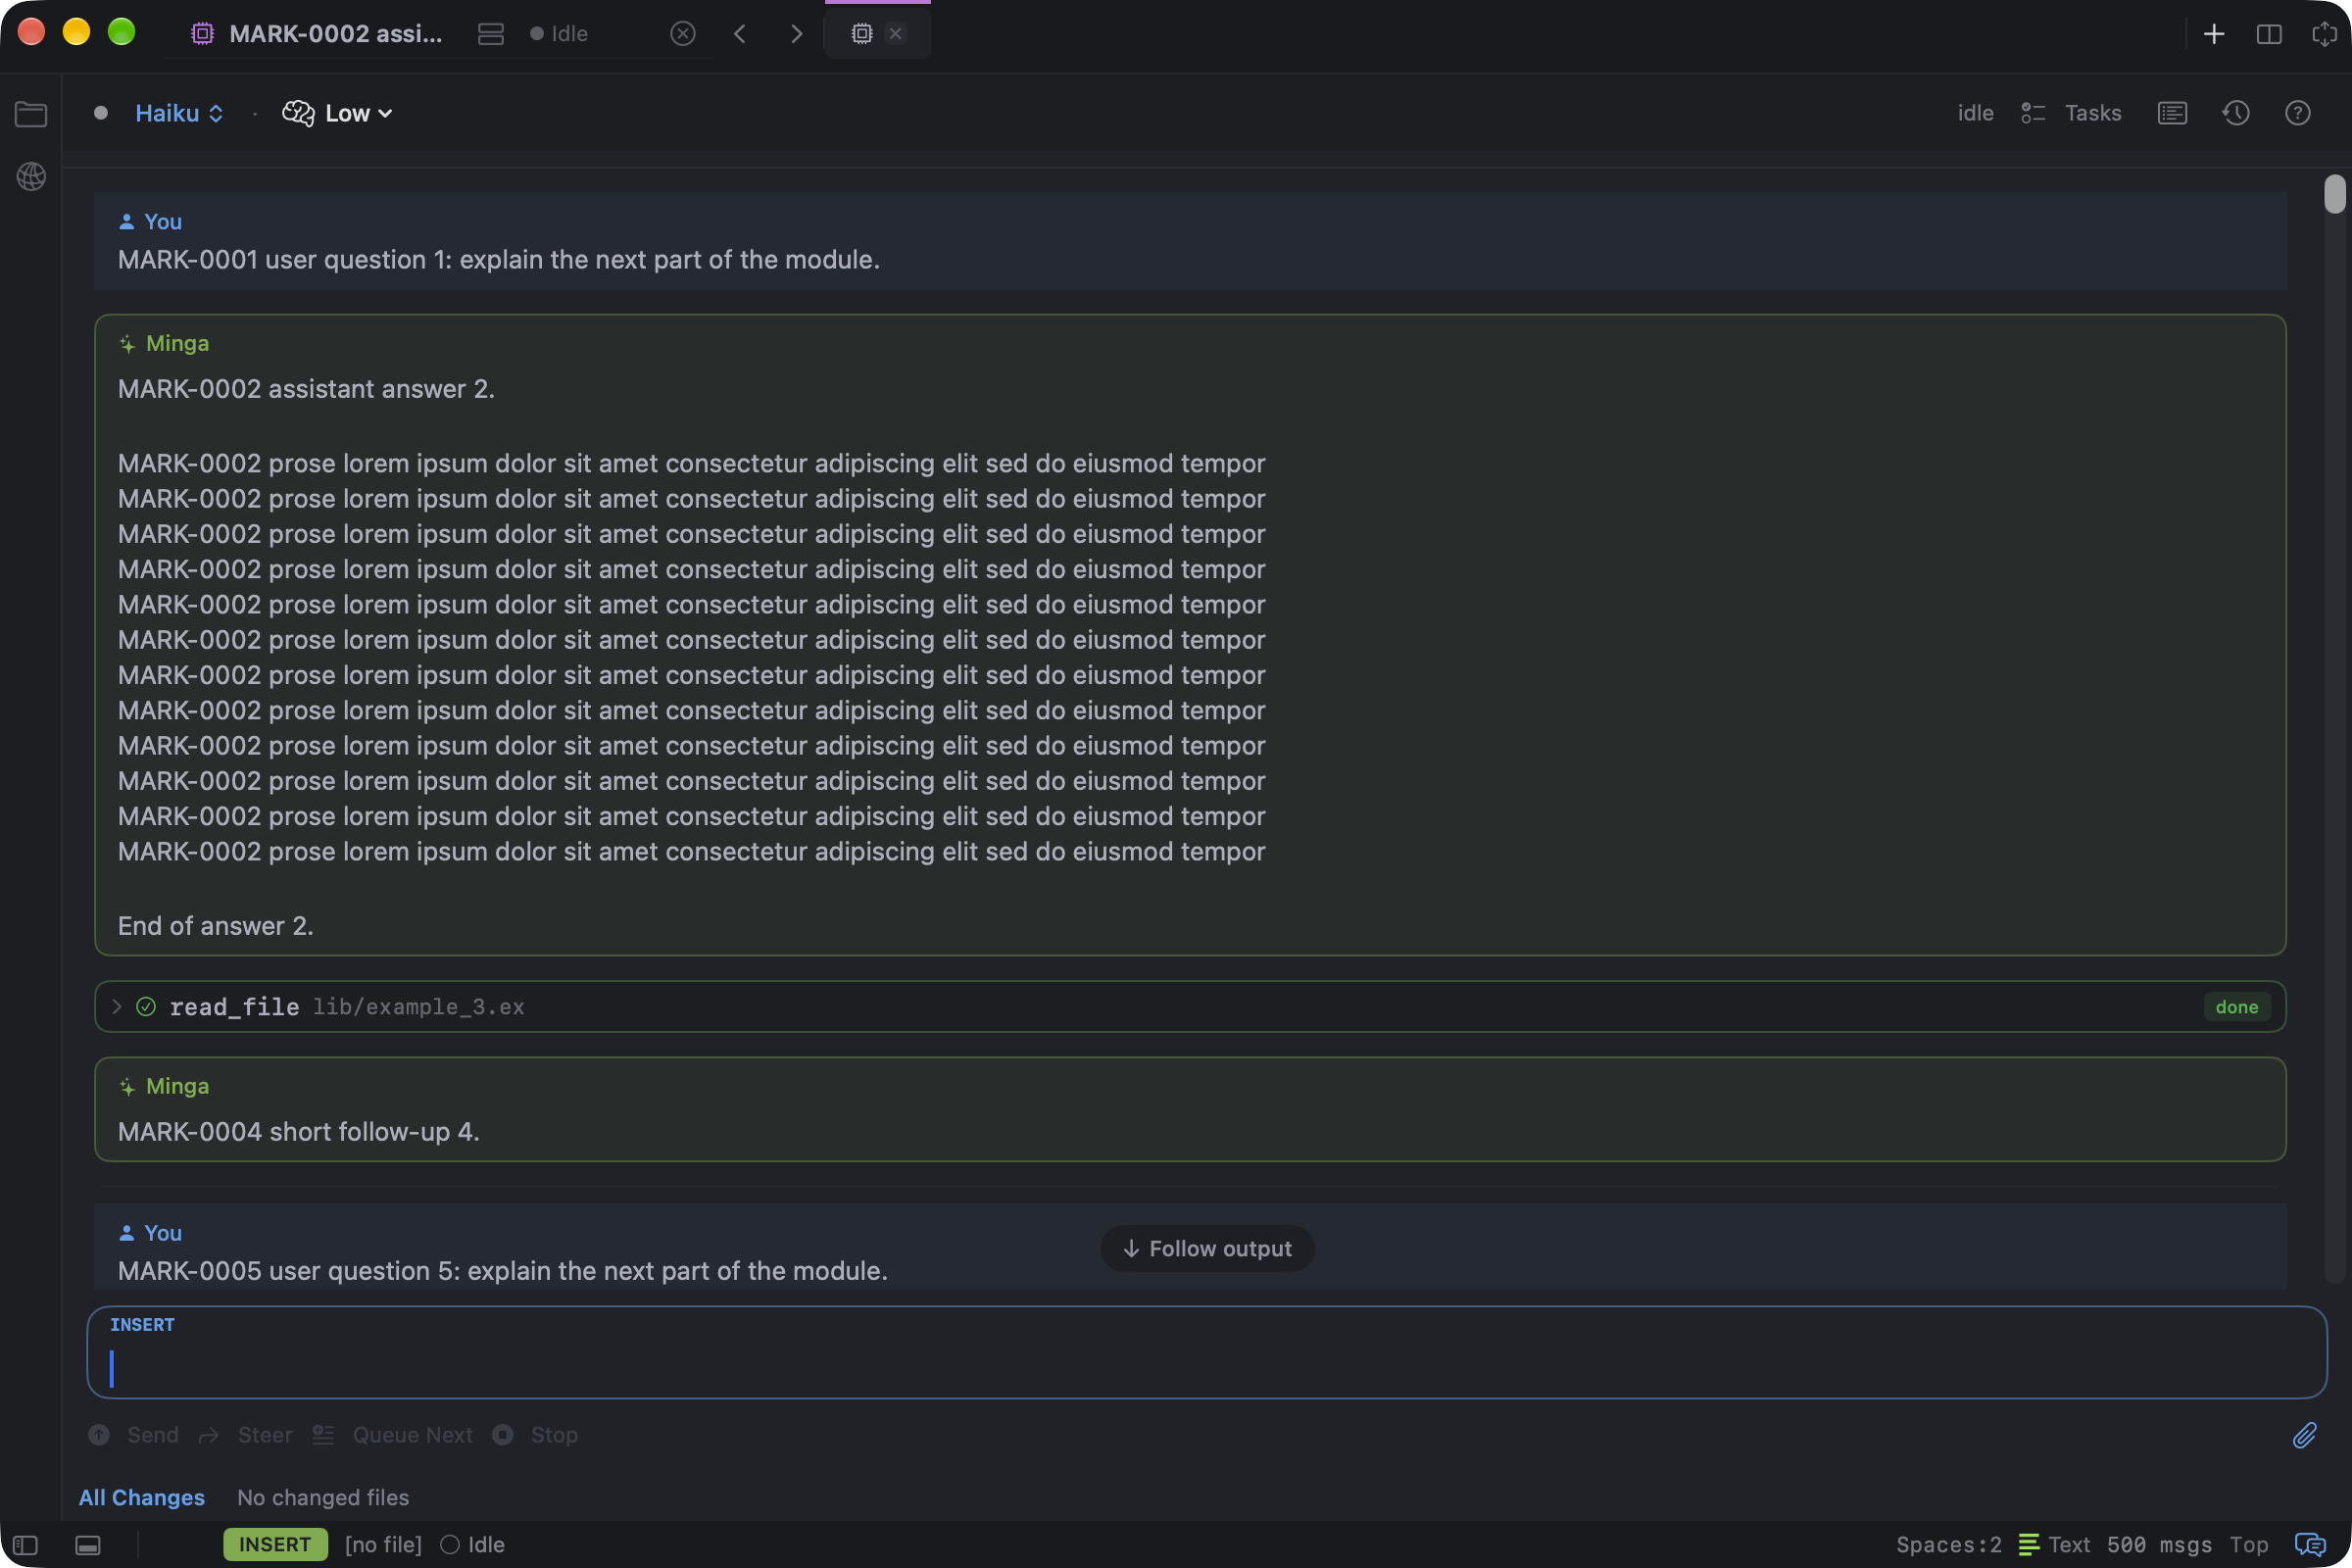 MARK-0002 assi...
Idle
Haiku
·
Low
idle
Tasks
You
MARK-0001 user question 1: explain the next part of the module.
Minga
MARK-0002 assistant answer 2.
MARK-0002 prose lorem ipsum dolor sit amet consectetur adipiscing elit sed do eiusmod tempor
MARK-0002 prose lorem ipsum dolor sit amet consectetur adipiscing elit sed do eiusmod tempor
MARK-0002 prose lorem ipsum dolor sit amet consectetur adipiscing elit sed do eiusmod tempor
MARK-0002 prose lorem ipsum dolor sit amet consectetur adipiscing elit sed do eiusmod tempor
MARK-0002 prose lorem ipsum dolor sit amet consectetur adipiscing elit sed do eiusmod tempor
MARK-0002 prose lorem ipsum dolor sit amet consectetur adipiscing elit sed do eiusmod tempor
MARK-0002 prose lorem ipsum dolor sit amet consectetur adipiscing elit sed do eiusmod tempor
MARK-0002 prose lorem ipsum dolor sit amet consectetur adipiscing elit sed do eiusmod tempor
MARK-0002 prose lorem ipsum dolor sit amet consectetur adipiscing elit sed do eiusmod tempor
MARK-0002 prose lorem ipsum dolor sit amet consectetur adipiscing elit sed do eiusmod tempor
MARK-0002 prose lorem ipsum dolor sit amet consectetur adipiscing elit sed do eiusmod tempor
MARK-0002 prose lorem ipsum dolor sit amet consectetur adipiscing elit sed do eiusmod tempor
End of answer 2.
read_file lib/example_3.ex
done
Minga
MARK-0004 short follow-up 4.
You
MARK-0005 user question 5: explain the next part of the module.
Follow output
INSERT
Send
Steer
Queue Next
Stop
All Changes
No changed files
INSERT
[no file]
Idle
Spaces:2
Text
500 msgs
Top